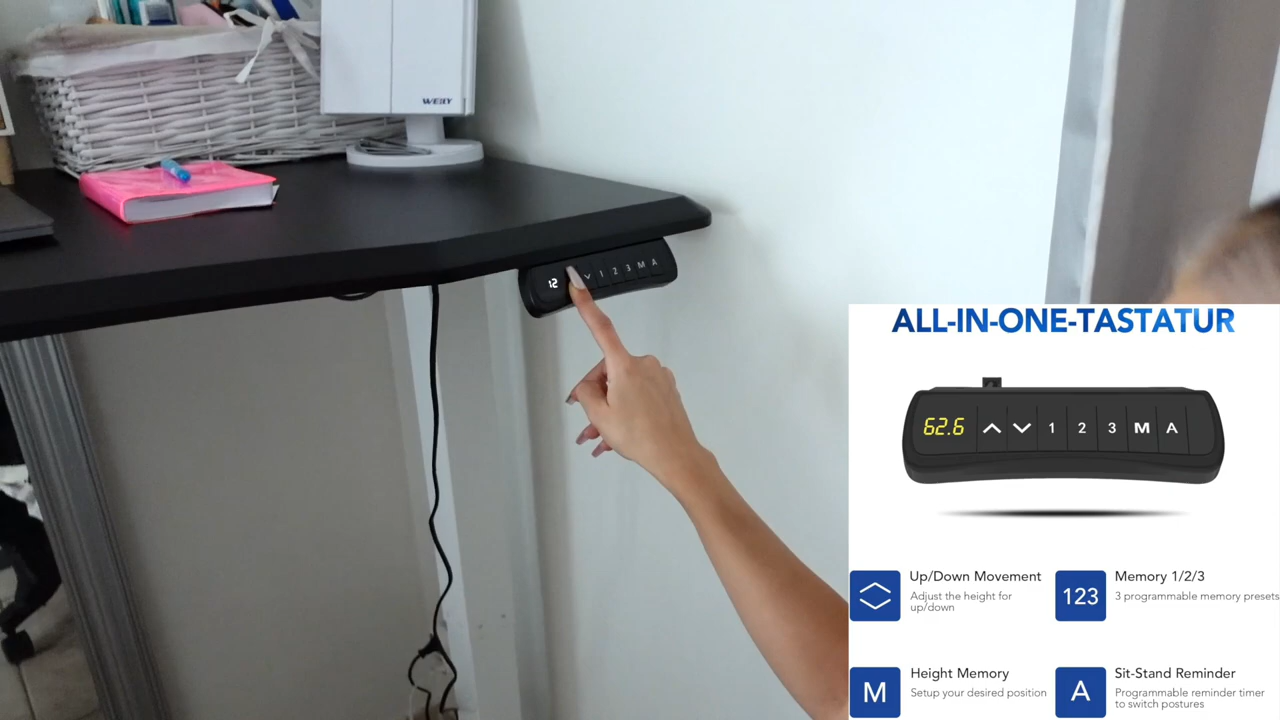 WEXY
12
1 2 3 M A
ALL-IN-ONE-TASTATUR
62.6 1 2 3 M A
Up/Down Movement
Adjust the height for
up/down
123
Memory 1/2/3
3 programmable memory presets
M
Height Memory
Setup your desired position
A
Sit-Stand Reminder
Programmable reminder timer
to switch postures